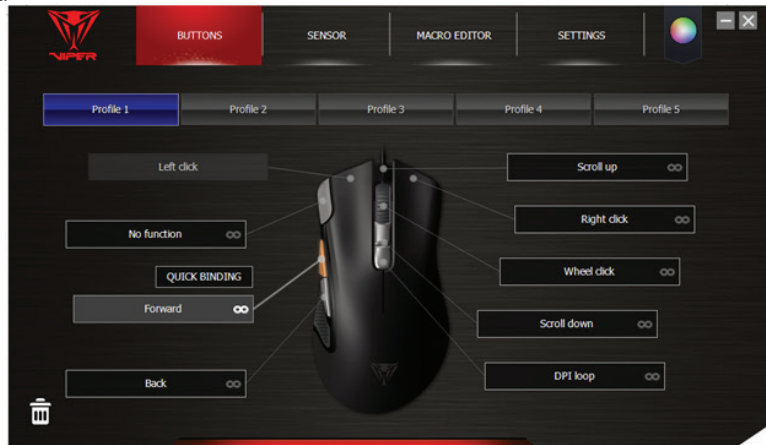 VIPER
BUTTONS
SENSOR
MACRO EDITOR
SETTINGS
Profile 1
Profile 2
Profile 3
Profile 4
Profile 5
Left click
Scroll up
No function
Right click
QUICK BINDING
Wheel click
Forward
Scroll down
Back
DPI loop